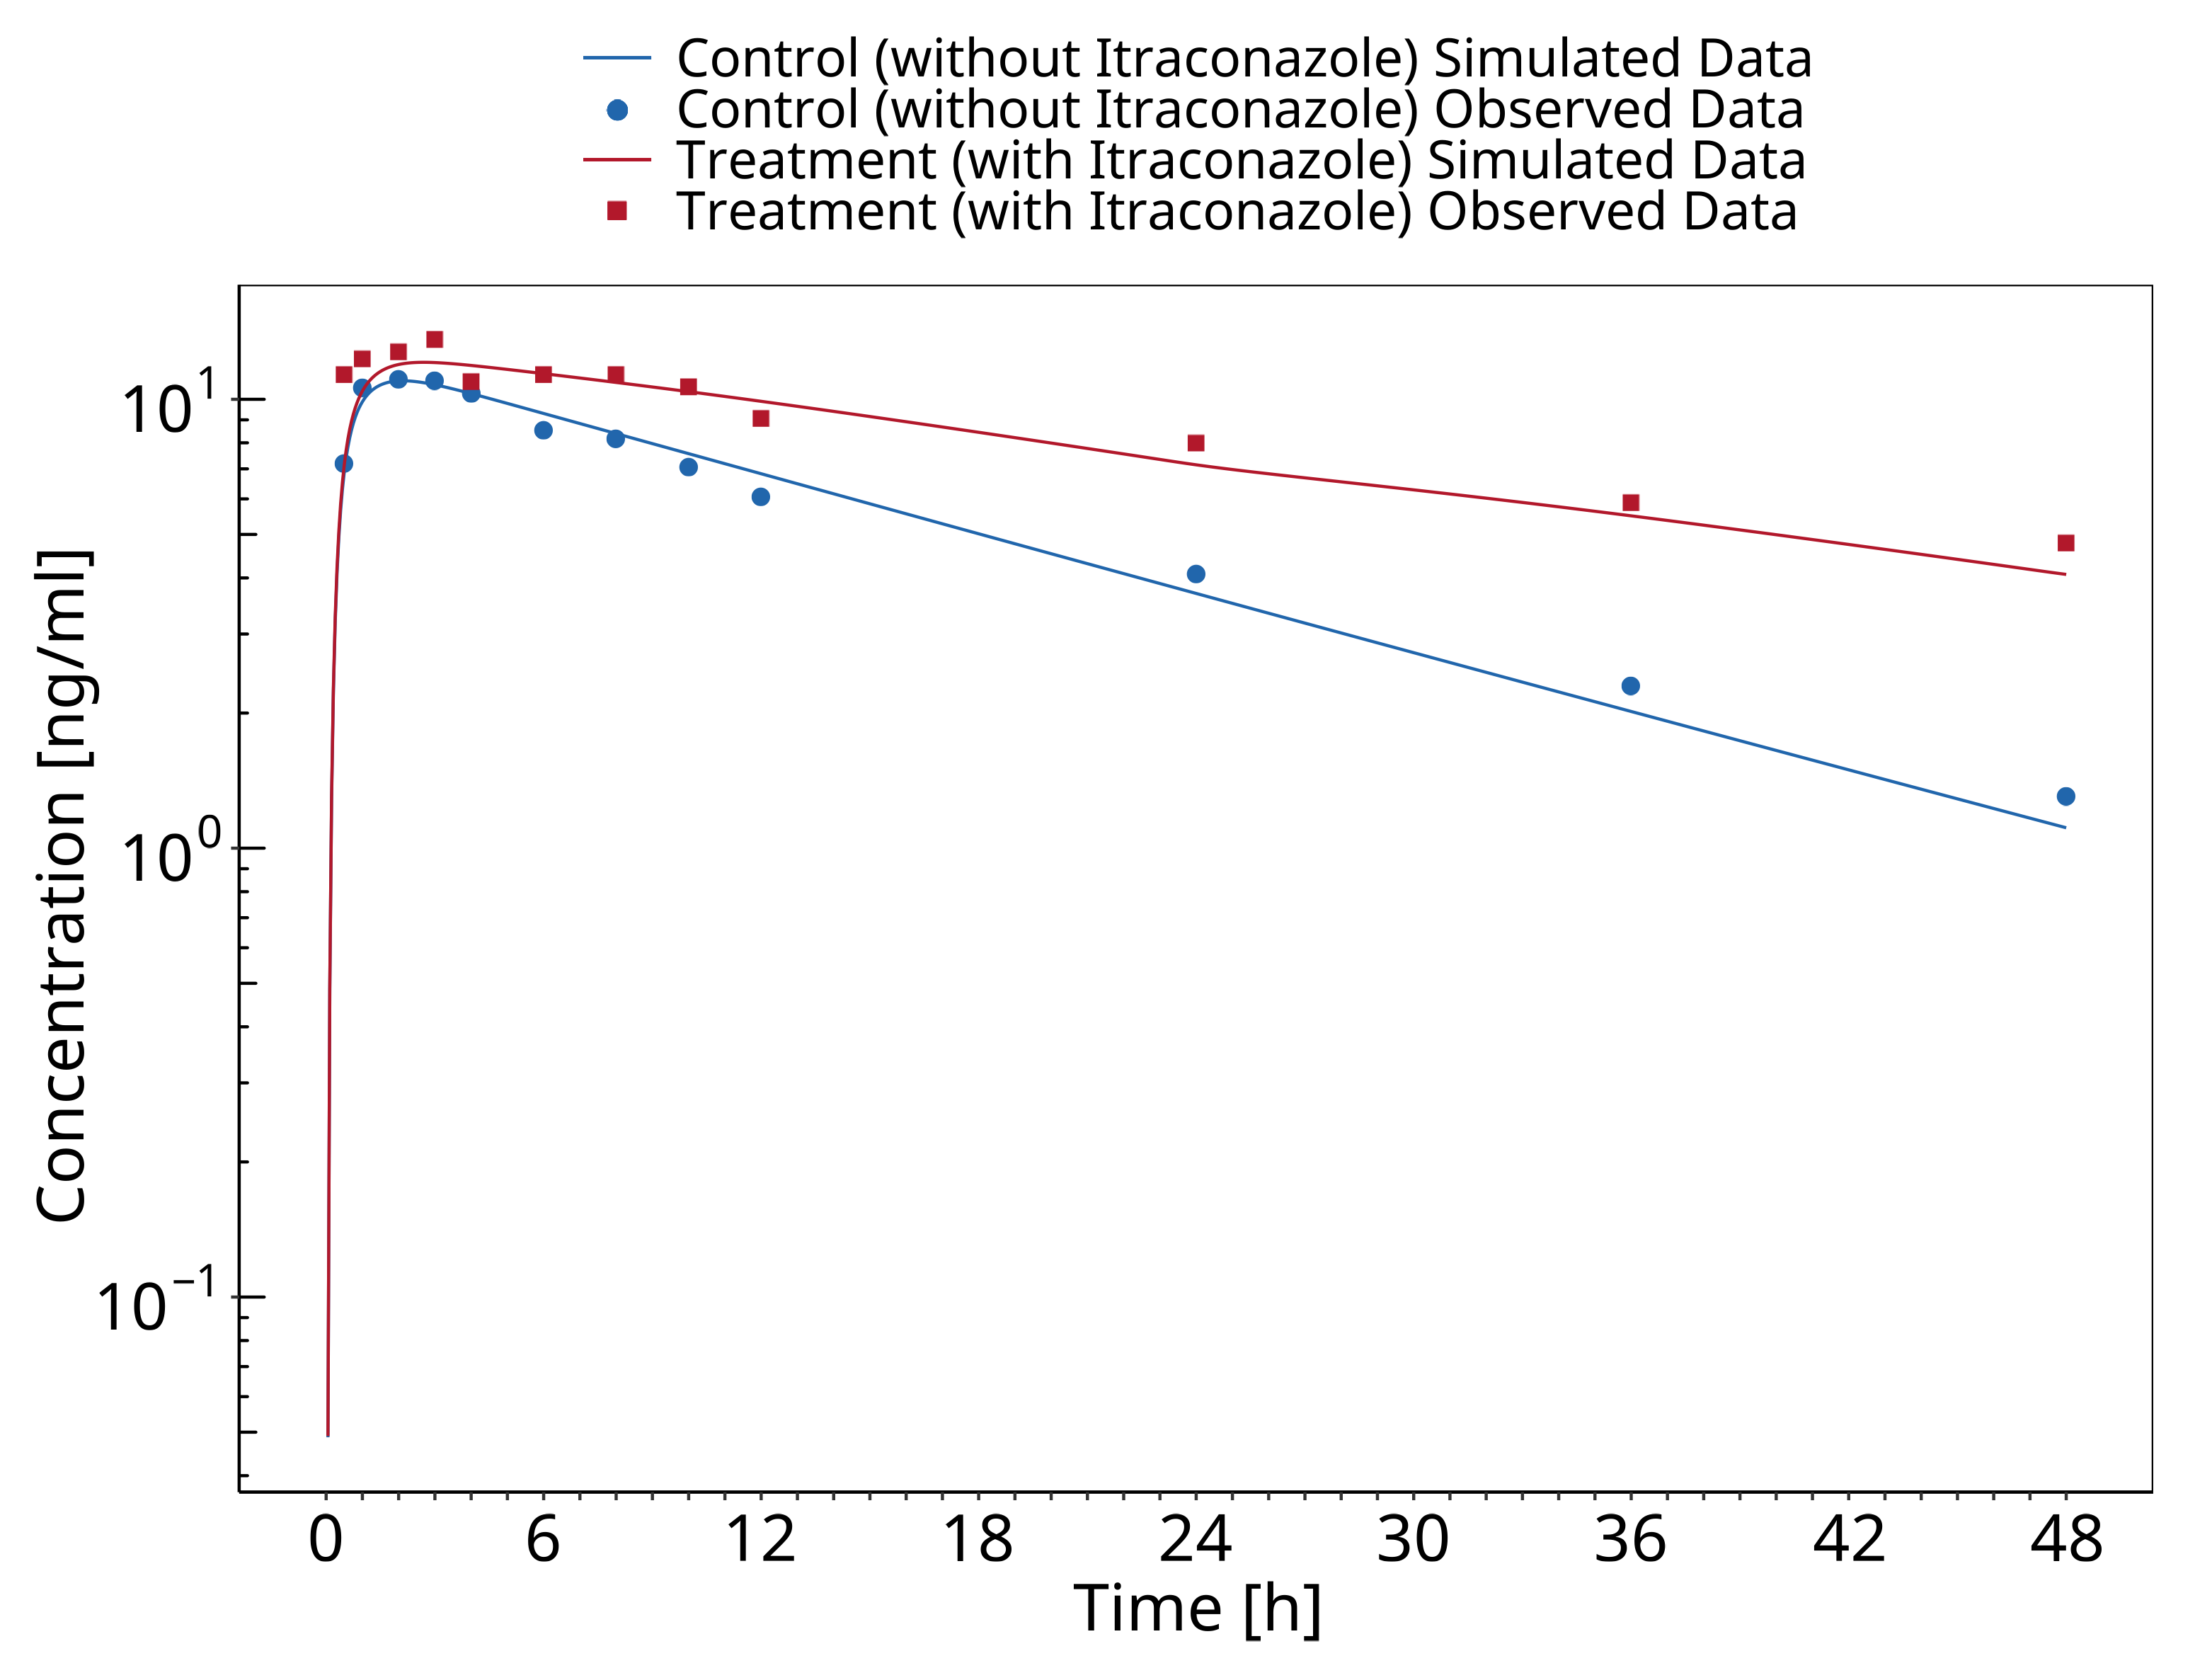 Control (without Itraconazole) Simulated Data
Control (without Itraconazole) Observed Data
Treatment (with Itraconazole) Simulated Data
Treatment (with Itraconazole) Observed Data
Concentration [ng/ml]
10^1
10^0
10^−1
0 6 12 18 24 30 36 42 48
Time [h]